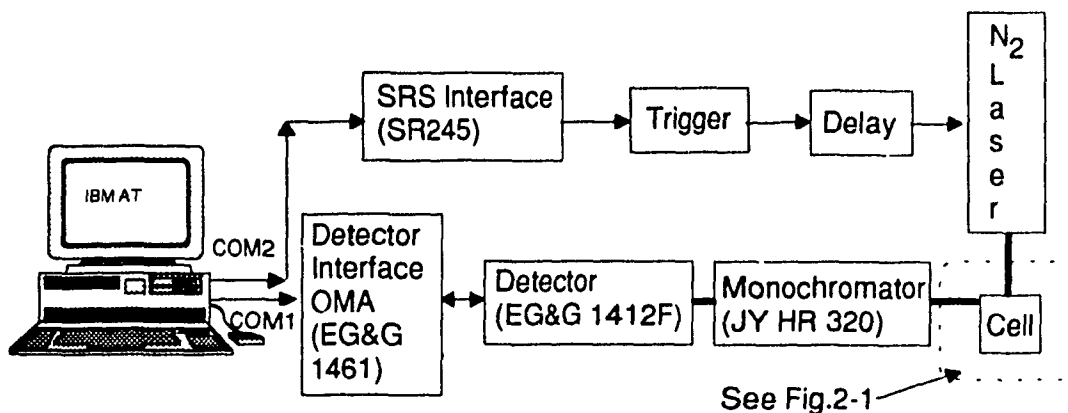 N2
L
a
s
e
r
SRS Interface
(SR245)
Trigger
Delay
IBM AT
COM2
COM1
Detector
Interface
OMA
(EG&G
1461)
Detector
(EG&G 1412F)
Monochromator
(JY HR 320)
Cell
See Fig.2-1